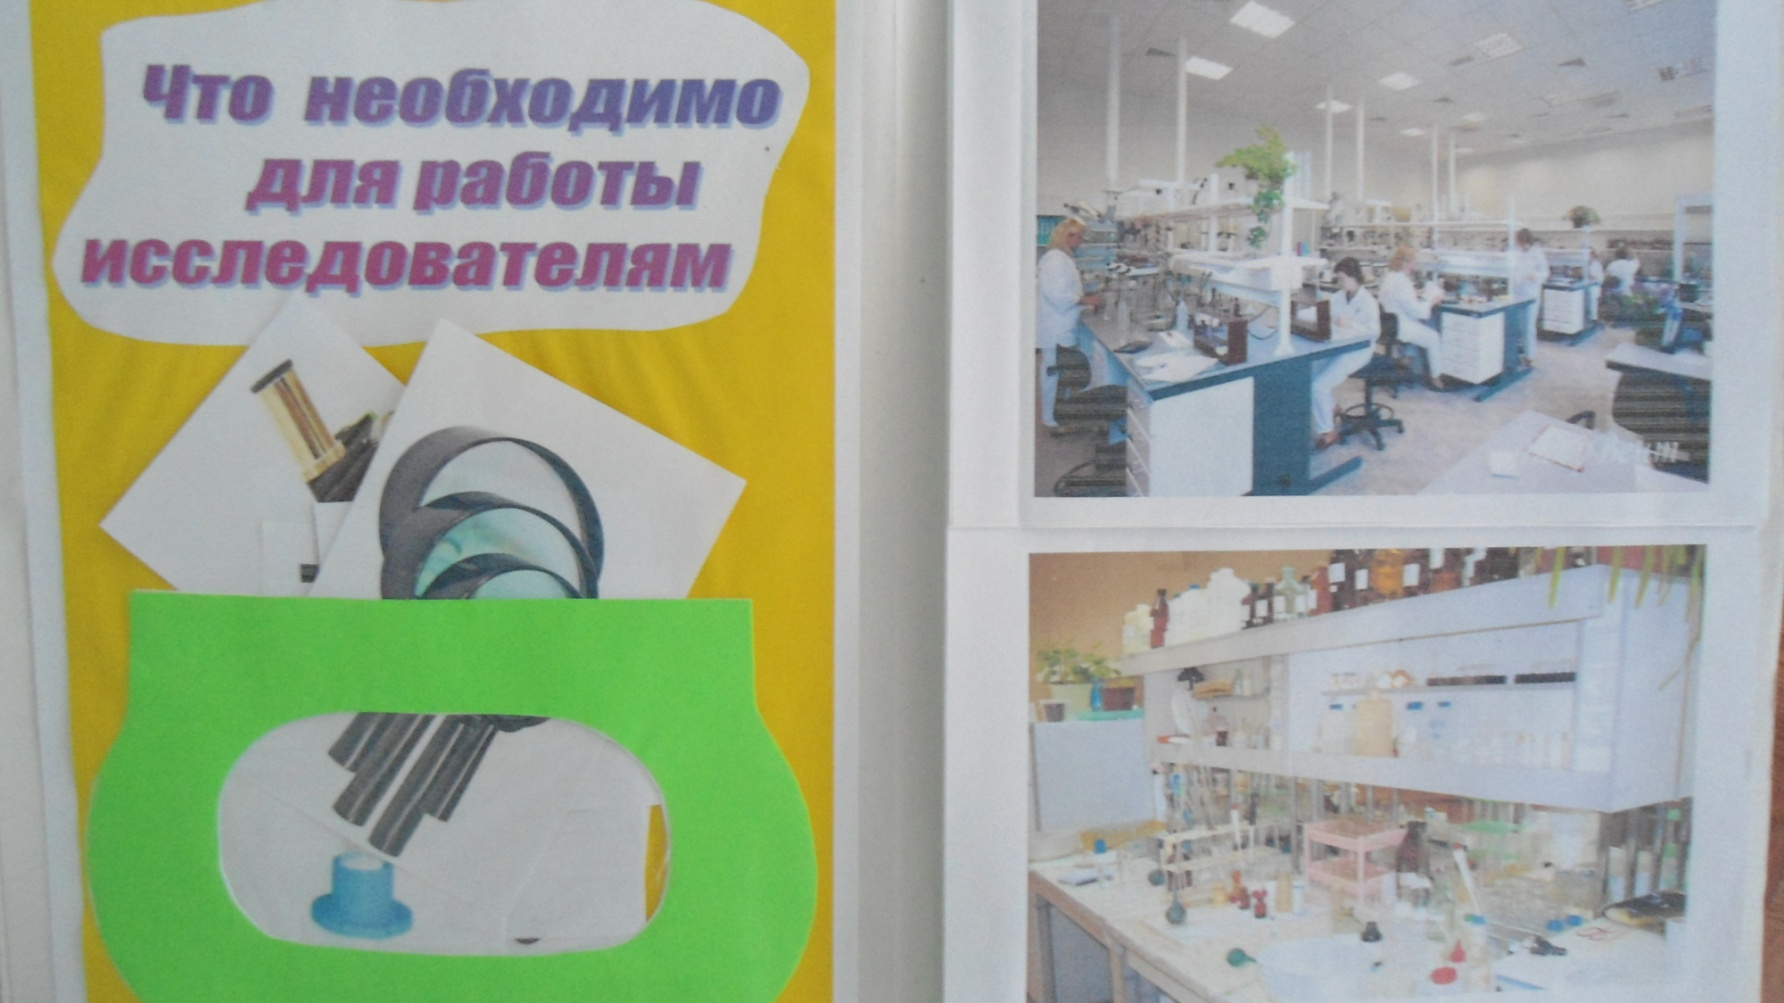 Что необходимо
для работы
исследователям